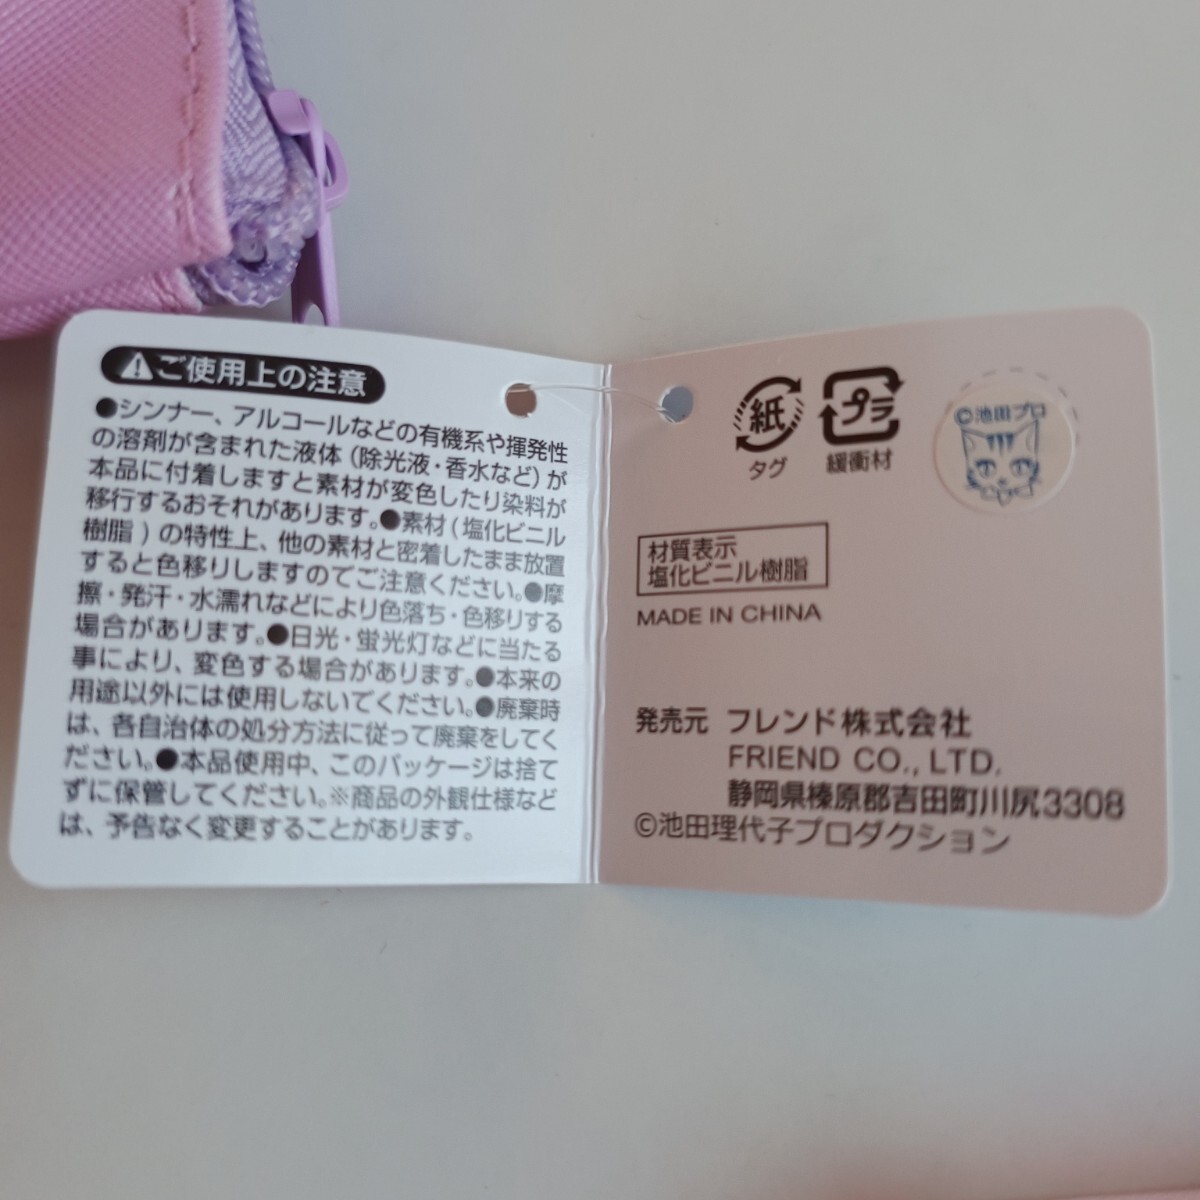 ご使用上の注意
●シンナー、アルコールなどの有機系や揮発性
の溶剤が含まれた液体(除光液・香水など)が
本品に付着しますと素材が変色したり染料が
移行するおそれがあります。●素材(塩化ビニル
樹脂)の特性上、他の素材と密着したまま放置
すると色移りしますのでご注意ください。●摩
擦・発汗・水濡れなどにより色落ち・色移りする
場合があります。●日光・蛍光灯などに当たる
事により、変色する場合があります。●本来の
用途以外には使用しないでください。●廃棄時
は、各自治体の処分方法に従って廃棄をしてく
ださい。●本品使用中、このパッケージは捨て
ずに保管してください。※商品の外観仕様など
は、予告なく変更することがあります。
紙
タグ
プラ
緩衝材
©池田プロ
材質表示
塩化ビニル樹脂
MADE IN CHINA
発売元 フレンド株式会社
FRIEND CO., LTD.
静岡県榛原郡吉田町川尻3308
©池田理代子プロダクション